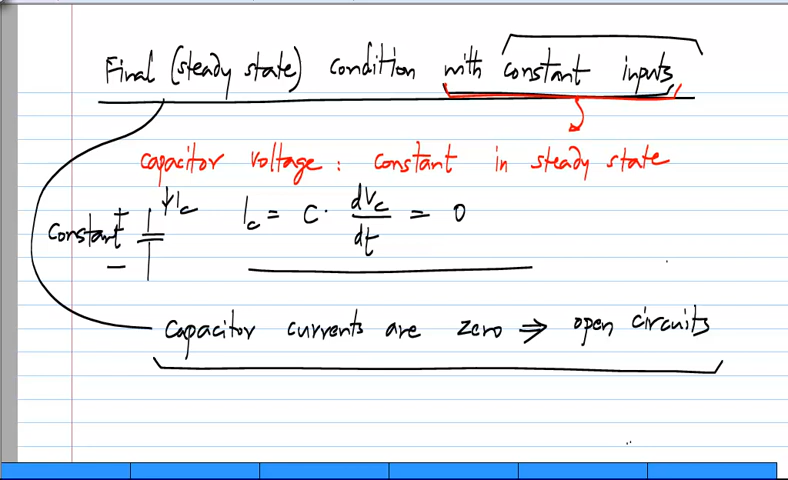 Final (steady state) condition with constant inputs
capacitor voltage: constant in steady state
Constant + − ↓Ic Ic = C · dVc/dt = 0
Capacitor currents are zero ⇒ open circuits